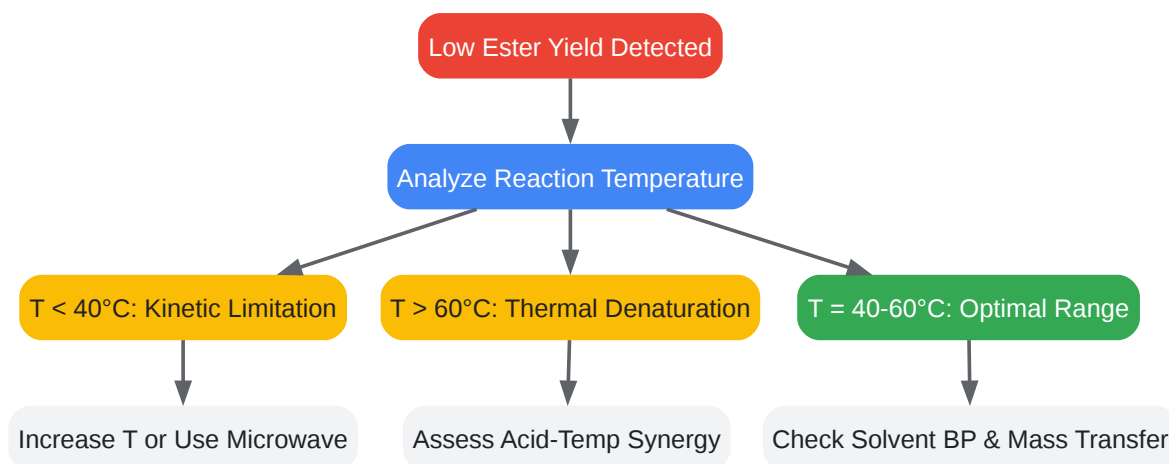 Low Ester Yield Detected
Analyze Reaction Temperature
T < 40°C: Kinetic Limitation
T > 60°C: Thermal Denaturation
T = 40-60°C: Optimal Range
Increase T or Use Microwave
Assess Acid-Temp Synergy
Check Solvent BP & Mass Transfer